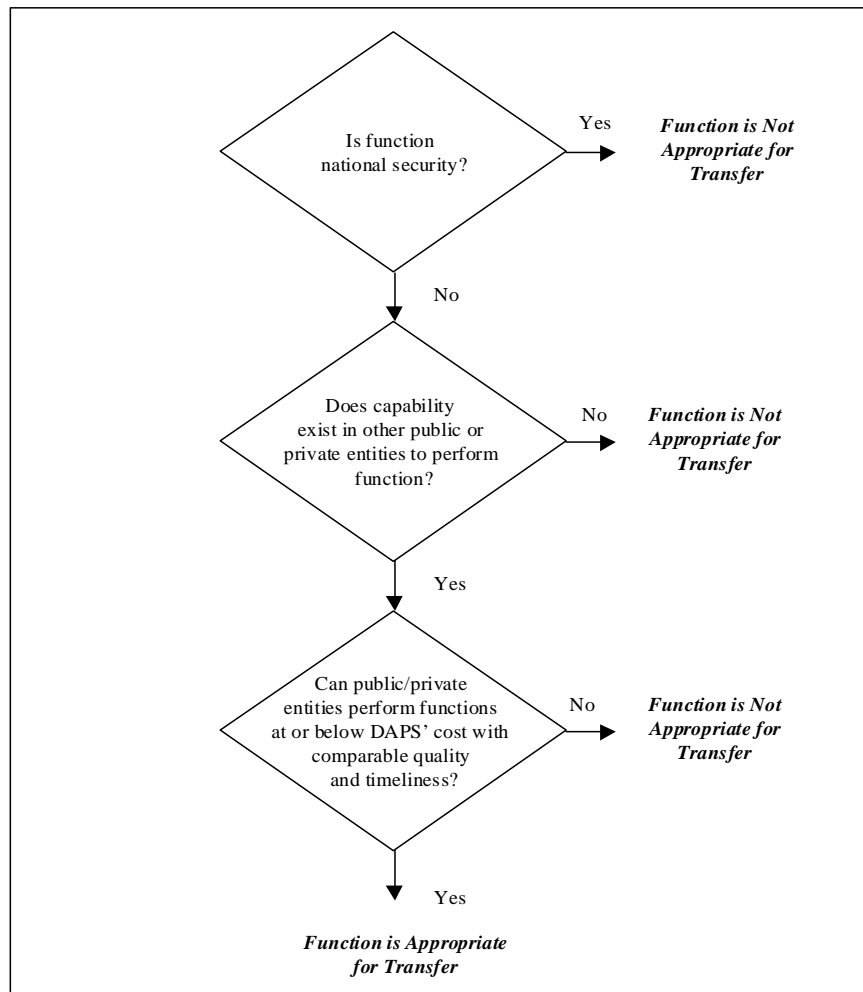 Is function
national security?
Yes
Function is Not
Appropriate for
Transfer
No
Does capability
exist in other public or
private entities to perform
function?
No
Function is Not
Appropriate for
Transfer
Yes
Can public/private
entities perform functions
at or below DAPS’ cost with
comparable quality
and timeliness?
No
Function is Not
Appropriate for
Transfer
Yes
Function is Appropriate
for Transfer